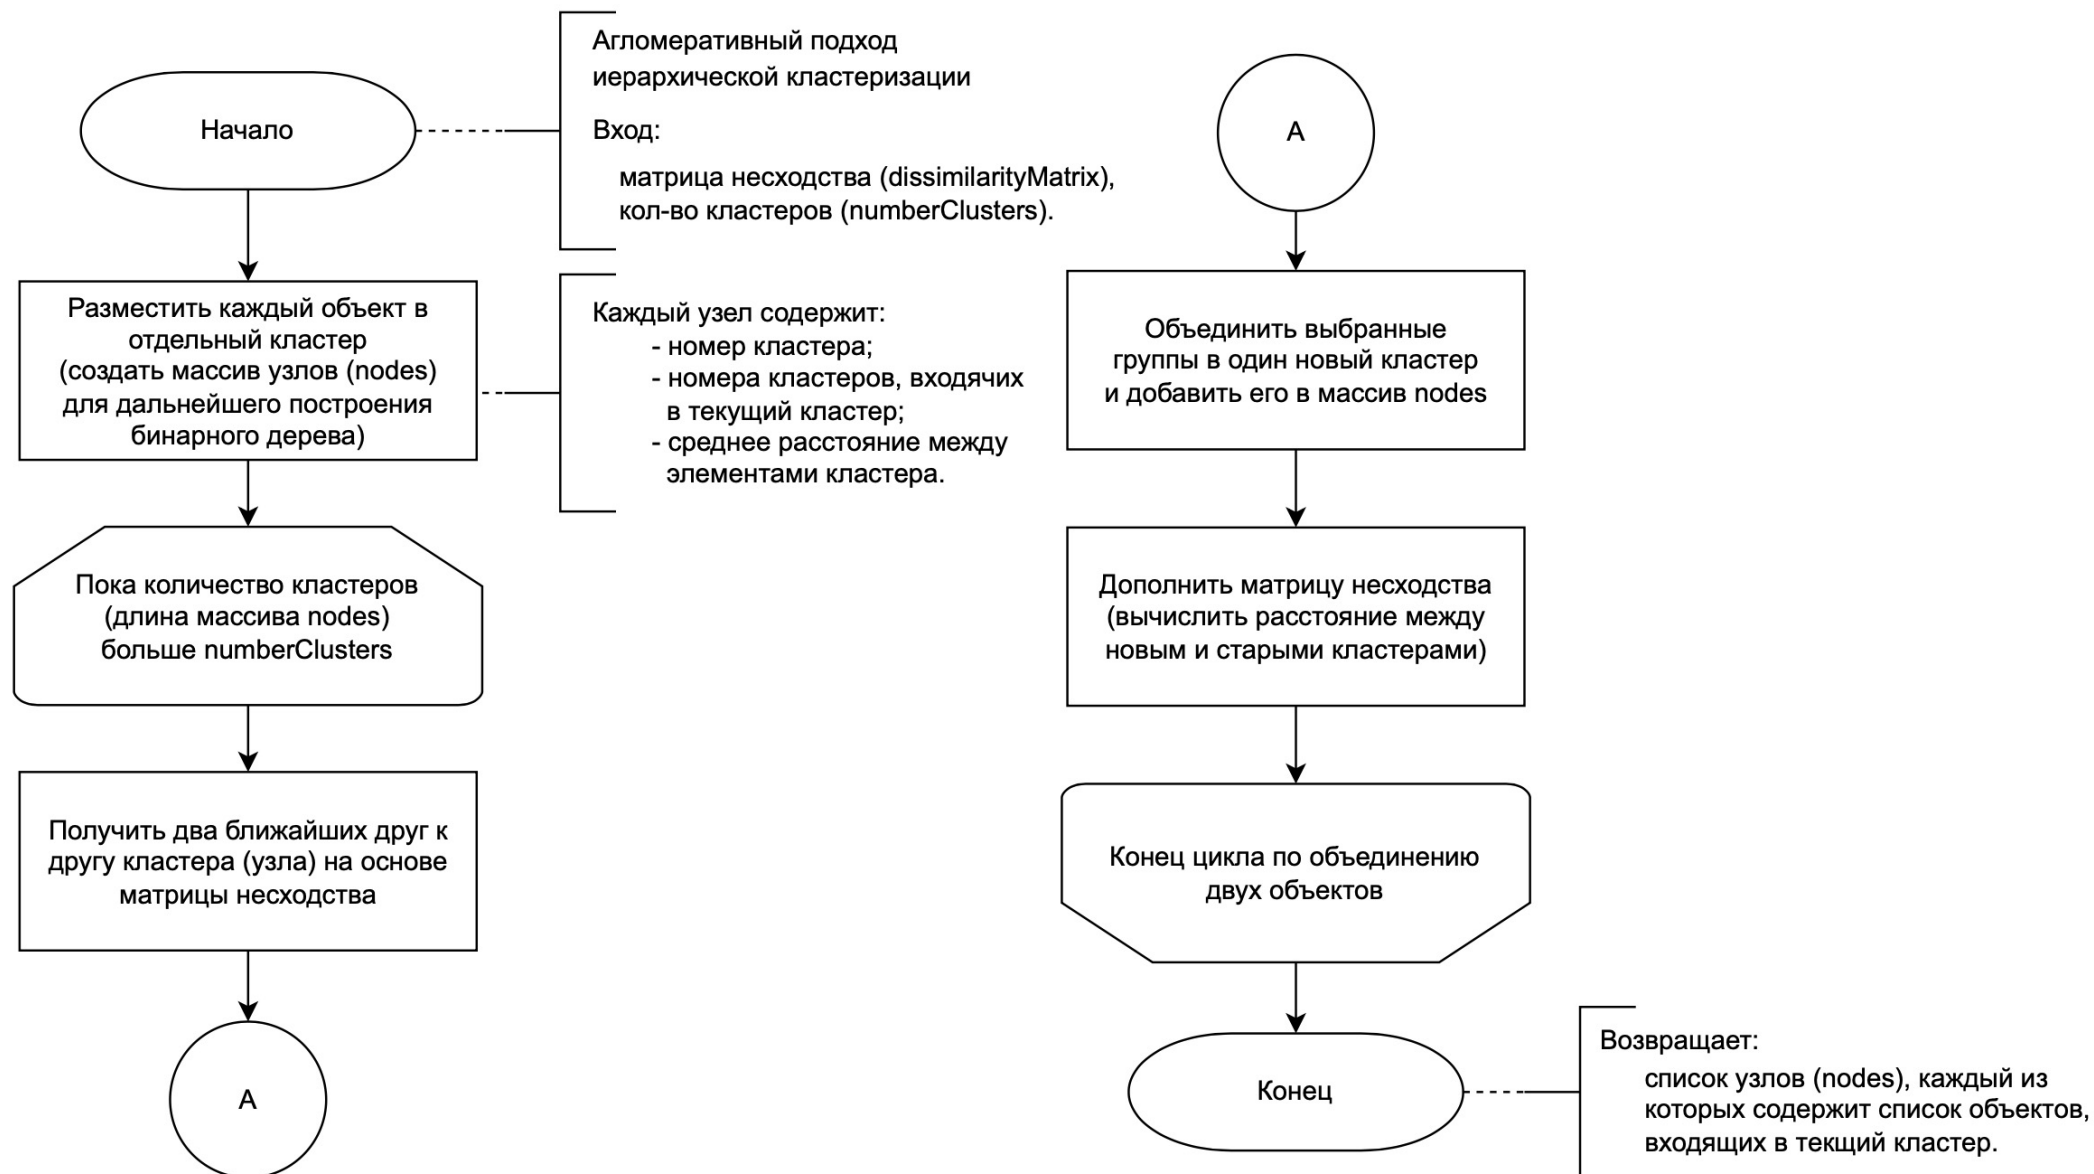 Начало
Агломеративный подход
иерархической кластеризации
Вход:
матрица несходства (dissimilarityMatrix),
кол-во кластеров (numberClusters).
Разместить каждый объект в
отдельный кластер
(создать массив узлов (nodes)
для дальнейшего построения
бинарного дерева)
Каждый узел содержит:
- номер кластера;
- номера кластеров, входячих
в текущий кластер;
- среднее расстояние между
элементами кластера.
Пока количество кластеров
(длина массива nodes)
больше numberClusters
Получить два ближайших друг к
другу кластера (узла) на основе
матрицы несходства
А
А
Объединить выбранные
группы в один новый кластер
и добавить его в массив nodes
Дополнить матрицу несходства
(вычислить расстояние между
новым и старыми кластерами)
Конец цикла по объединению
двух объектов
Конец
Возвращает:
список узлов (nodes), каждый из
которых содержит список объектов,
входящих в текщий кластер.